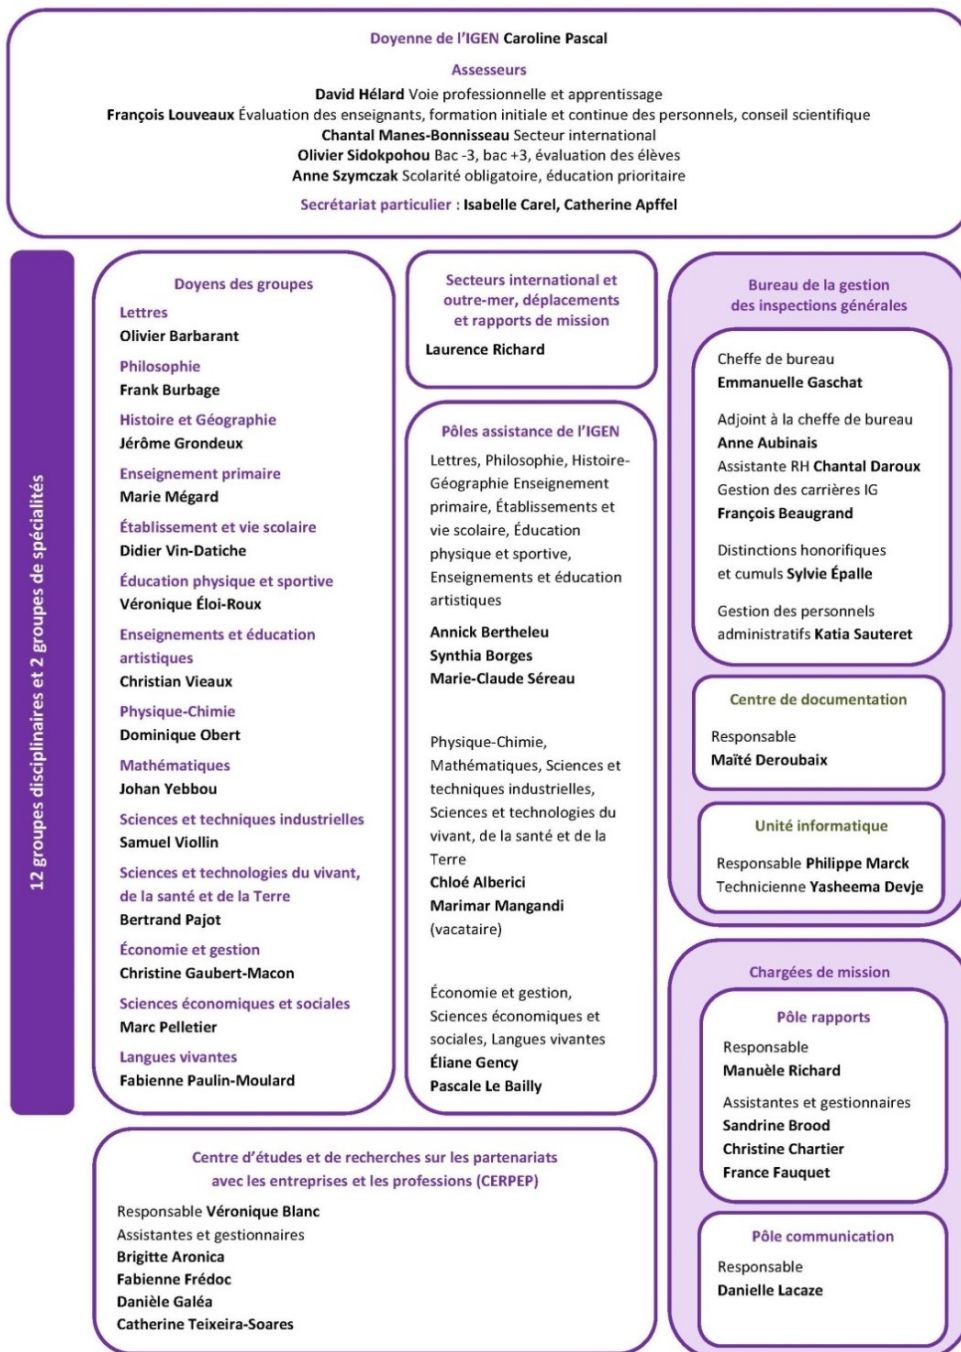 Doyenne de l'IGEN Caroline Pascal
Assesseurs
David Hélard Voie professionnelle et apprentissage
François Louveaux Évaluation des enseignants, formation initiale et continue des personnels, conseil scientifique
Chantal Manes-Bonnisseau Secteur international
Olivier Sidokpohou Bac -3, bac +3, évaluation des élèves
Anne Szymczak Scolarité obligatoire, éducation prioritaire
Secrétariat particulier : Isabelle Carel, Catherine Apffel
12 groupes disciplinaires et 2 groupes de spécialités
Doyens des groupes
Lettres
Olivier Barbarant
Philosophie
Frank Burbage
Histoire et Géographie
Jérôme Grondeux
Enseignement primaire
Marie Mégard
Établissement et vie scolaire
Didier Vin-Datiche
Éducation physique et sportive
Véronique Éloi-Roux
Enseignements et éducation
artistiques
Christian Vieaux
Physique-Chimie
Dominique Obert
Mathématiques
Johan Yebbou
Sciences et techniques industrielles
Samuel Viollin
Sciences et technologies du vivant,
de la santé et de la Terre
Bertrand Pajot
Économie et gestion
Christine Gaubert-Macon
Sciences économiques et sociales
Marc Pelletier
Langues vivantes
Fabienne Paulin-Moulard
Secteurs international et
outre-mer, déplacements
et rapports de mission
Laurence Richard
Pôles assistance de l'IGEN
Lettres, Philosophie, Histoire-
Géographie Enseignement
primaire, Établissements et
vie scolaire, Éducation
physique et sportive,
Enseignements et éducation
artistiques
Annick Bertheleu
Synthia Borges
Marie-Claude Séreau
Physique-Chimie,
Mathématiques, Sciences et
techniques industrielles,
Sciences et technologies du
vivant, de la santé et de la
Terre
Chloé Alberici
Marimar Mangandi
(vacataire)
Économie et gestion,
Sciences économiques et
sociales, Langues vivantes
Éliane Gency
Pascale Le Bailly
Bureau de la gestion
des inspections générales
Cheffe de bureau
Emmanuelle Gaschat
Adjoint à la cheffe de bureau
Anne Aubinais
Assistante RH Chantal Daroux
Gestion des carrières IG
François Beaugrand
Distinctions honorifiques
et cumuls Sylvie Épalle
Gestion des personnels
administratifs Katia Sauteret
Centre de documentation
Responsable
Maïté Deroubaix
Unité informatique
Responsable Philippe Marck
Technicienne Yasheema Devje
Chargées de mission
Pôle rapports
Responsable
Manuèle Richard
Assistantes et gestionnaires
Sandrine Brood
Christine Chartier
France Fauquet
Pôle communication
Responsable
Danielle Lacaze
Centre d'études et de recherches sur les partenariats
avec les entreprises et les professions (CERPEP)
Responsable Véronique Blanc
Assistantes et gestionnaires
Brigitte Aronica
Fabienne Frédoc
Danièle Galéa
Catherine Teixeira-Soares